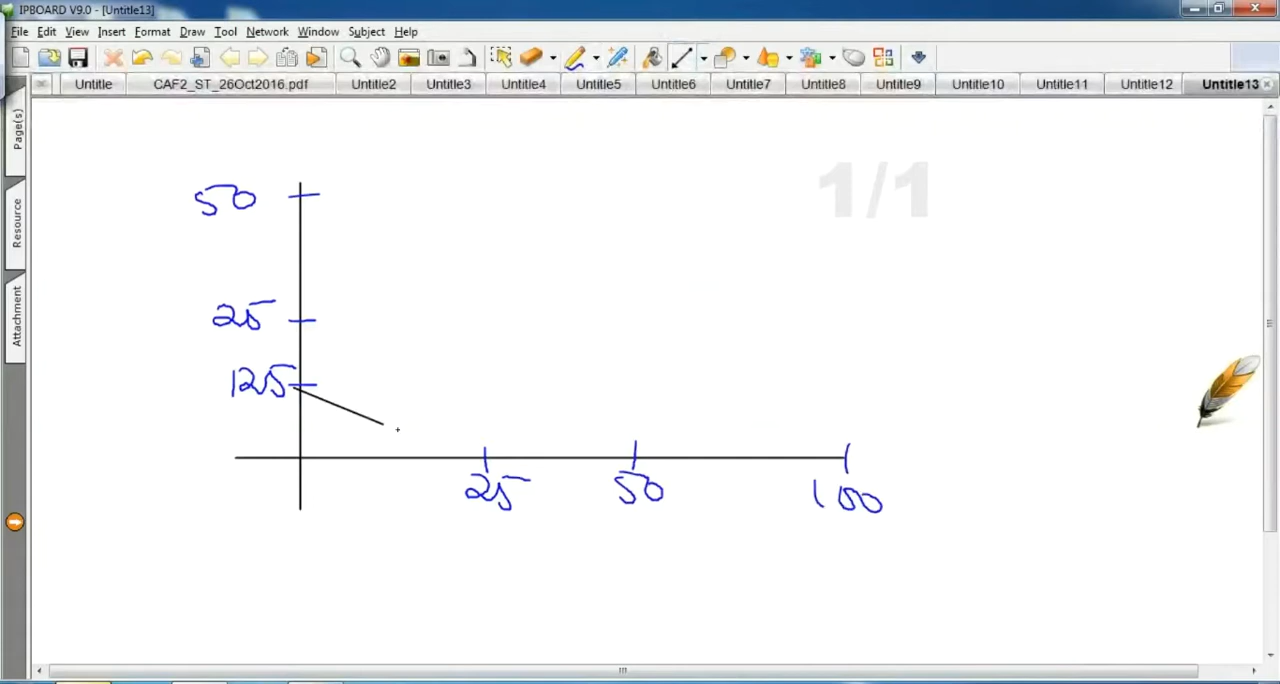 IPBOARD V9.0 - [Untitle13]
File Edit View Insert Format Draw Tool Network Window Subject Help
Untitle CAF2_ST_26Oct2016.pdf Untitle2 Untitle3 Untitle4 Untitle5 Untitle6 Untitle7 Untitle8 Untitle9 Untitle10 Untitle11 Untitle12 Untitle13
Page(s)
Resource
Attachment
1/1
50
25
125
25 50 100